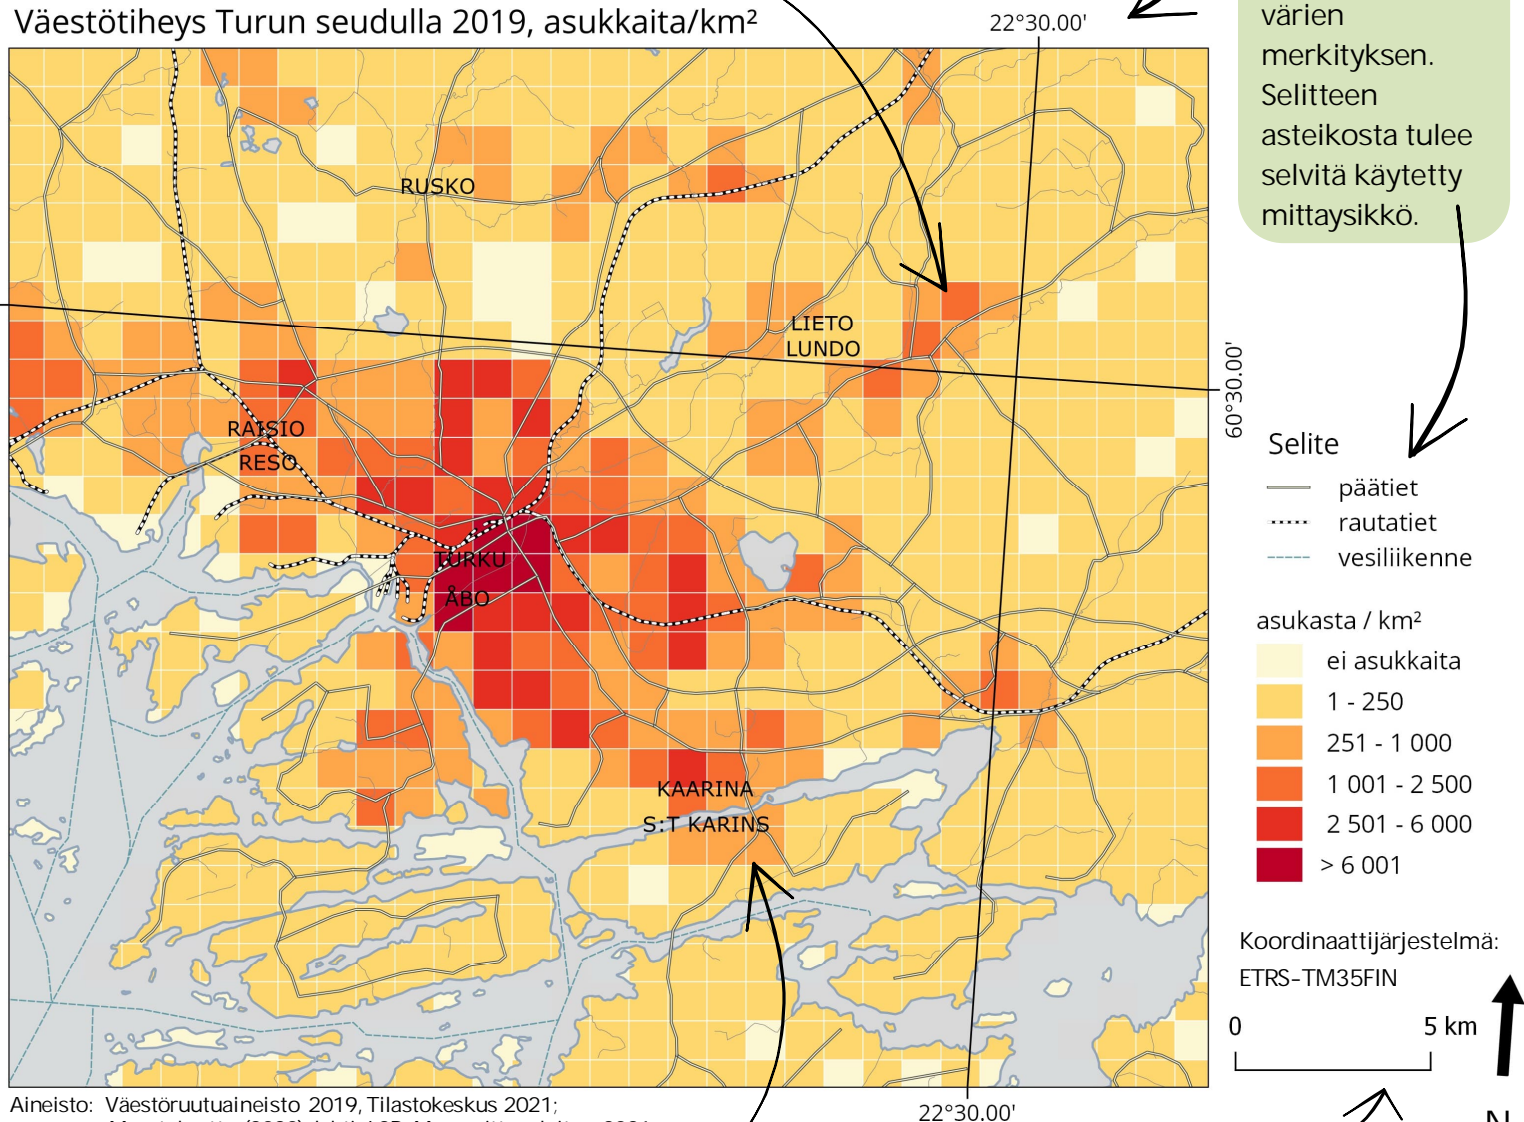 Väestötiheys Turun seudulla 2019, asukkaita/km²
22°30.00'
värien
merkityksen.
Selitteen
asteikosta tulee
selvitä käytetty
mittaysikkö.
RUSKO
LIETO
LUNDO
60°30.00'
RAISIO
RESO
TURKU
ÅBO
KAARINA
S:T KARINS
Selite
päätiet
rautatiet
vesiliikenne
asukasta / km²
ei asukkaita
1 - 250
251 - 1 000
1 001 - 2 500
2 501 - 6 000
> 6 001
Koordinaattijärjestelmä:
ETRS-TM35FIN
0 5 km
N
22°30.00'
Aineisto: Väestöruutuaineisto 2019, Tilastokeskus 2021;